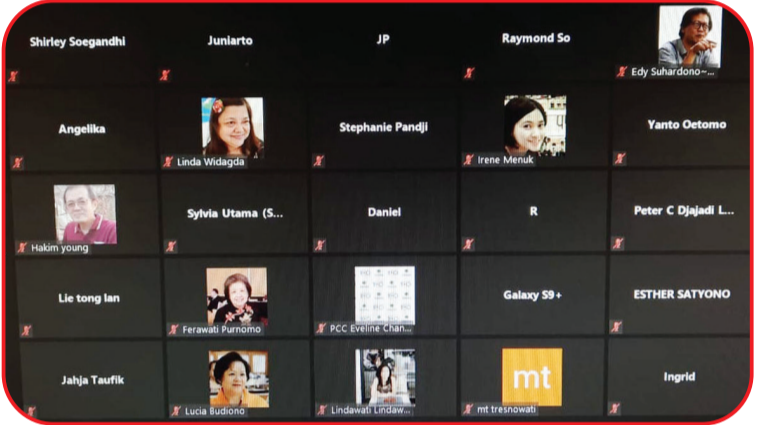 Shirley Soegandhi
Juniarto
JP
Raymond So
Edy Suhardono~...
Angelika
Linda Widagda
Stephanie Pandji
Irene Menuk
Yanto Oetomo
Hakim young
Sylvia Utama (S...
Daniel
R
Peter C Djajadi L...
Lie tong lan
Ferawati Purnomo
PCC Eveline Chan...
Galaxy S9+
ESTHER SATYONO
Jahja Taufik
Lucia Budiono
Lindawati Lindaw...
mt
mt tresnowati
Ingrid